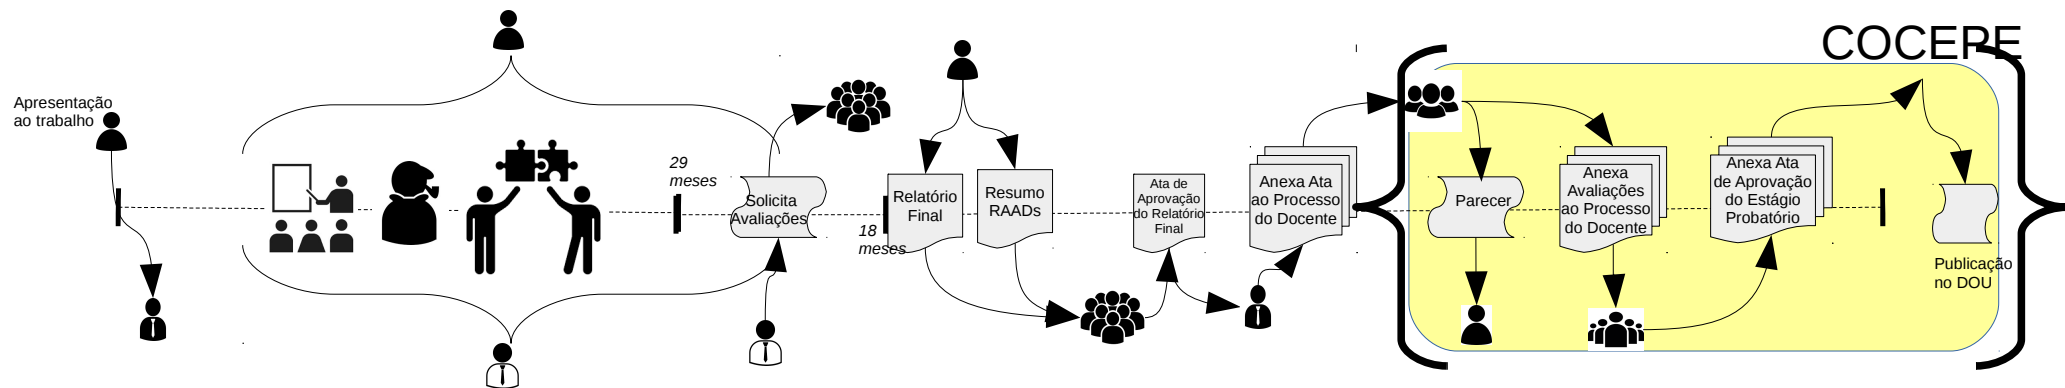 COCEPE
Apresentação
ao trabalho
29
meses
Solicita
Avaliações
18
meses
Relatório
Final
Resumo
RAADs
Ata de
Aprovação
do Relatório
Final
Anexa Ata
ao Processo
do Docente
Parecer
Anexa
Avaliações
ao Processo
do Docente
Anexa Ata
de Aprovação
do Estágio
Probatório
Publicação
no DOU